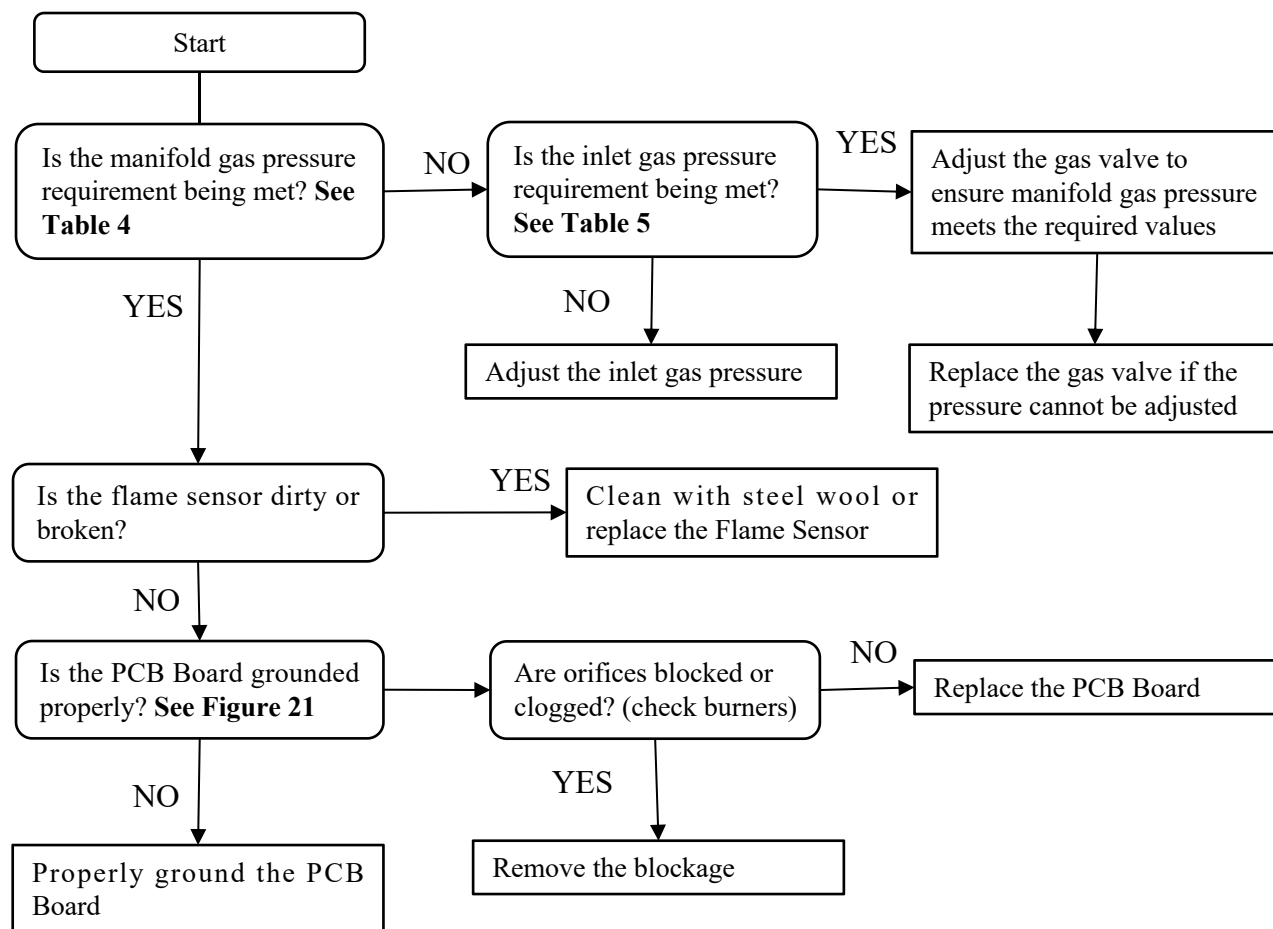 Start
Is the manifold gas pressure
requirement being met? See
Table 4
NO
Is the inlet gas pressure
requirement being met?
See Table 5
YES
Adjust the gas valve to
ensure manifold gas pressure
meets the required values
YES
NO
Adjust the inlet gas pressure
Replace the gas valve if the
pressure cannot be adjusted
Is the flame sensor dirty or
broken?
YES
Clean with steel wool or
replace the Flame Sensor
NO
Is the PCB Board grounded
properly? See Figure 21
Are orifices blocked or
clogged? (check burners)
NO
Replace the PCB Board
NO
YES
Properly ground the PCB
Board
Remove the blockage